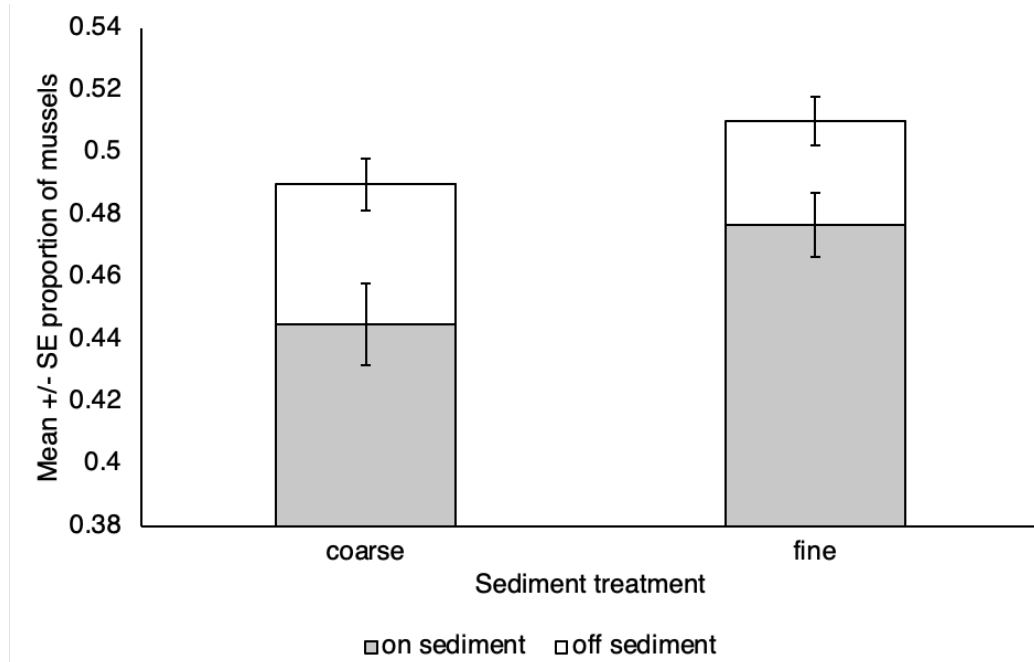 Mean +/- SE proportion of mussels
0.54
0.52
0.5
0.48
0.46
0.44
0.42
0.4
0.38
coarse fine
Sediment treatment
on sediment off sediment